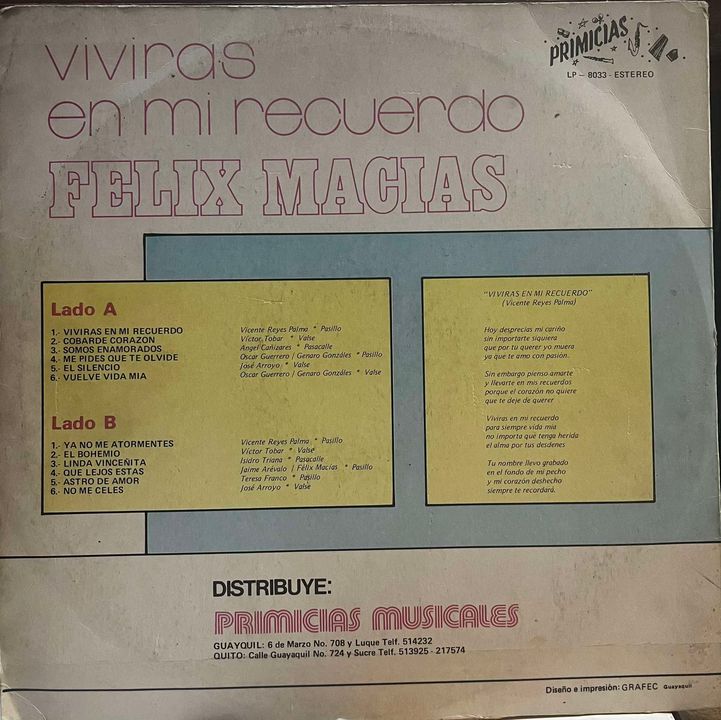 viviras
en mi recuerdo
FELIX MACIAS
PRIMICIAS
LP - 8033 - ESTEREO
Lado A
1.- VIVIRAS EN MI RECUERDO Vicente Reyes Palma * Pasillo
2.- COBARDE CORAZON Víctor Tobar * Valse
3.- SOMOS ENAMORADOS Angel Cañizares * Pasacalle
4.- ME PIDES QUE TE OLVIDE Oscar Guerrero / Genaro Gonzáles * Pasillo
5.- EL SILENCIO José Arroyo * Valse
6.- VUELVE VIDA MIA Oscar Guerrero / Genaro Gonzáles * Valse
Lado B
1.- YA NO ME ATORMENTES Vicente Reyes Palma * Pasillo
2.- EL BOHEMIO Víctor Tobar * Valse
3.- LINDA VINCEÑITA Isidro Triana * Pasacalle
4.- QUE LEJOS ESTAS Jaime Arévalo / Félix Macías * Pasillo
5.- ASTRO DE AMOR Teresa Franco * Pasillo
6.- NO ME CELES José Arroyo * Valse
"VIVIRAS EN MI RECUERDO"
(Vicente Reyes Palma)
Hoy desprecias mi cariño
sin importarte siquiera
que por tu querer yo muera
ya que te amo con pasión.
Sin embargo pienso amarte
y llevarte en mis recuerdos
porque el corazón no quiere
que te deje de querer
Viviras en mi recuerdo
para siempre vida mia
no importa qué tenga herida
el alma por tus desdenes
Tu nombre llevo grabado
en el fondo de mi pecho
y mi corazón deshecho
siempre te recordará.
DISTRIBUYE:
PRIMICIAS MUSICALES
GUAYQUIL: 6 de Marzo No. 708 y Luque Telf. 514232
QUITO: Calle Guayaquil No. 724 y Sucre Telf. 513925 - 217574
Diseño e impresión: GRAFEC Guayaquil